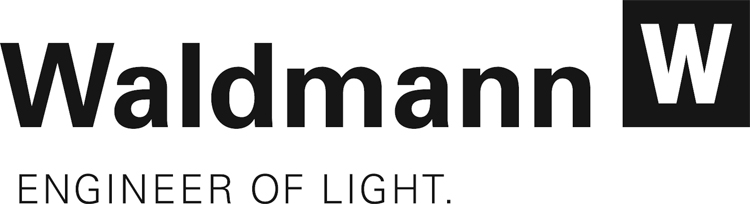 Waldmann W
ENGINEER OF LIGHT.